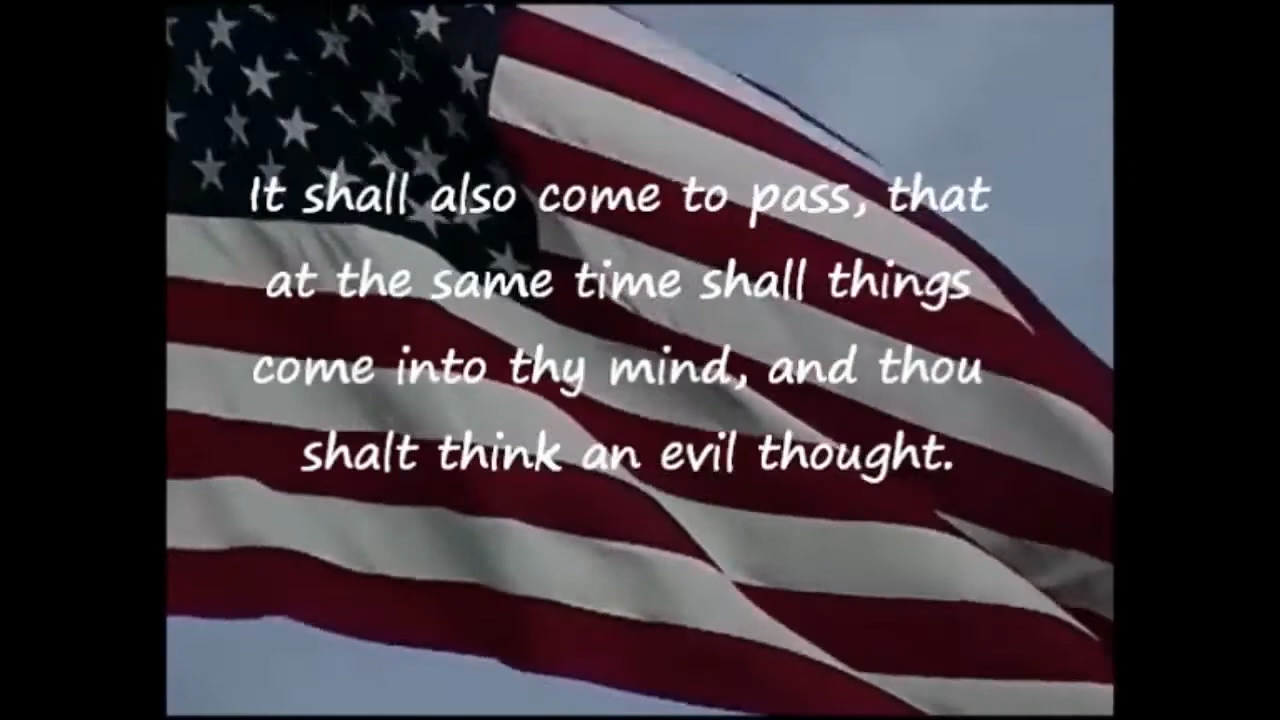 It shall also come to pass, that
at the same time shall things
come into thy mind, and thou
shalt think an evil thought.